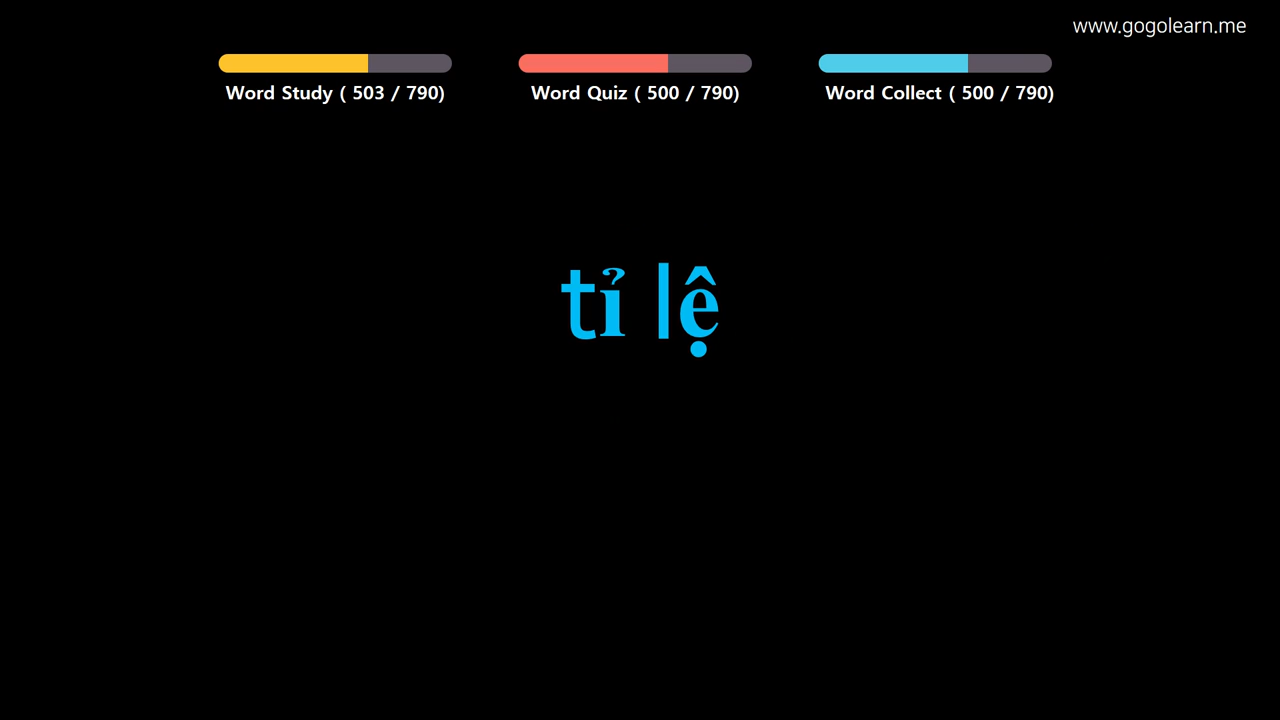 www.gogolearn.me
Word Study ( 503 / 790)
Word Quiz ( 500 / 790)
Word Collect ( 500 / 790)
tỉ lệ